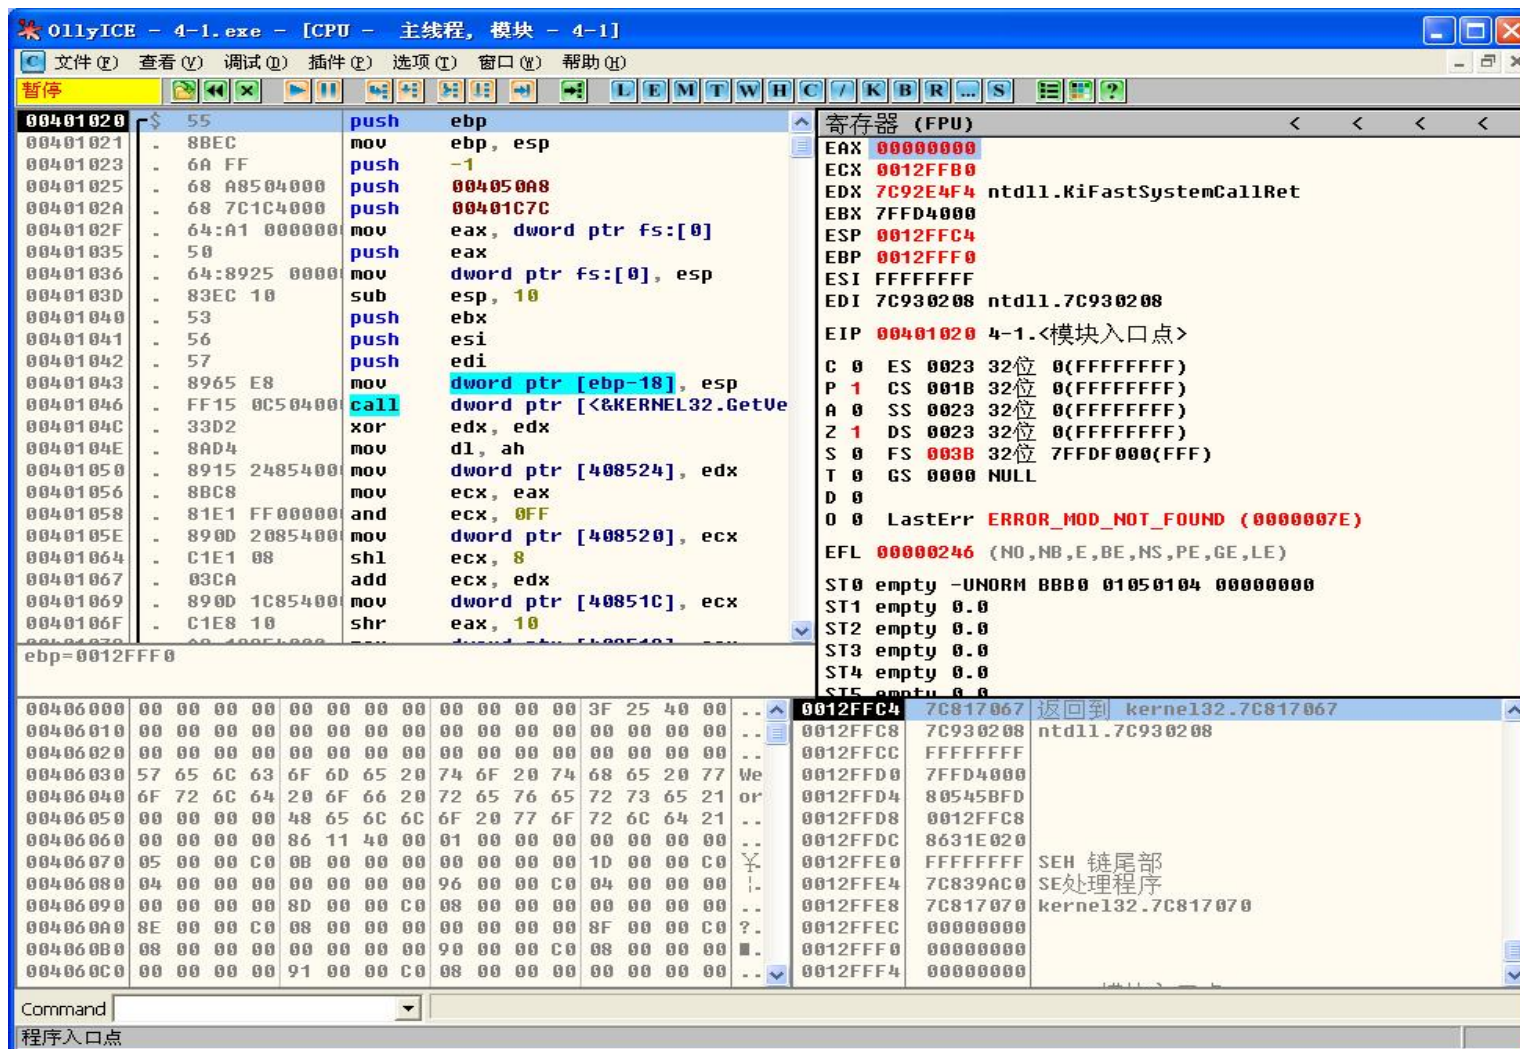 OllyICE - 4-1.exe - [CPU - 主线程, 模块 - 4-1]
C 文件(F) 查看(V) 调试(D) 插件(P) 选项(T) 窗口(W) 帮助(H)
暂停 L E M T W H C / K B R ... S ?
00401020 $ 55 push ebp
00401021 . 8BEC mov ebp, esp
00401023 . 6A FF push -1
00401025 . 68 A8504000 push 004050A8
0040102A . 68 7C1C4000 push 00401C7C
0040102F . 64:A1 000000 mov eax, dword ptr fs:[0]
00401035 . 50 push eax
00401036 . 64:8925 0000 mov dword ptr fs:[0], esp
0040103D . 83EC 10 sub esp, 10
00401040 . 53 push ebx
00401041 . 56 push esi
00401042 . 57 push edi
00401043 . 8965 E8 mov dword ptr [ebp-18], esp
00401046 . FF15 0C50400 call dword ptr [<&KERNEL32.GetVe
0040104C . 33D2 xor edx, edx
0040104E . 8AD4 mov dl, ah
00401050 . 8915 2485400 mov dword ptr [408524], edx
00401056 . 8BC8 mov ecx, eax
00401058 . 81E1 FF00000 and ecx, 0FF
0040105E . 890D 2085400 mov dword ptr [408520], ecx
00401064 . C1E1 08 shl ecx, 8
00401067 . 03CA add ecx, edx
00401069 . 890D 1C85400 mov dword ptr [40851C], ecx
0040106F . C1E8 10 shr eax, 10
ebp=0012FFF0
寄存器 (FPU) < < < <
EAX 00000000
ECX 0012FFB0
EDX 7C92E4F4 ntdll.KiFastSystemCallRet
EBX 7FFD4000
ESP 0012FFC4
EBP 0012FFF0
ESI FFFFFFFF
EDI 7C930208 ntdll.7C930208
EIP 00401020 4-1.<模块入口点>
C 0 ES 0023 32位 0(FFFFFFFF)
P 1 CS 001B 32位 0(FFFFFFFF)
A 0 SS 0023 32位 0(FFFFFFFF)
Z 1 DS 0023 32位 0(FFFFFFFF)
S 0 FS 003B 32位 7FFDF000(FFF)
T 0 GS 0000 NULL
D 0
O 0 LastErr ERROR_MOD_NOT_FOUND (0000007E)
EFL 00000246 (NO,NB,E,BE,NS,PE,GE,LE)
ST0 empty -UNORM BBB0 01050104 00000000
ST1 empty 0.0
ST2 empty 0.0
ST3 empty 0.0
ST4 empty 0.0
ST5 empty 0.0
00406000 00 00 00 00 00 00 00 00 00 00 00 00 3F 25 40 00 ..
00406010 00 00 00 00 00 00 00 00 00 00 00 00 00 00 00 00 ..
00406020 00 00 00 00 00 00 00 00 00 00 00 00 00 00 00 00 ..
00406030 57 65 6C 63 6F 6D 65 20 74 6F 20 74 68 65 20 77 We
00406040 6F 72 6C 64 20 6F 66 20 72 65 76 65 72 73 65 21 or
00406050 00 00 00 00 48 65 6C 6C 6F 20 77 6F 72 6C 64 21 ..
00406060 00 00 00 00 86 11 40 00 01 00 00 00 00 00 00 00 ..
00406070 05 00 00 C0 0B 00 00 00 00 00 00 00 1D 00 00 C0
00406080 04 00 00 00 00 00 00 00 96 00 00 C0 04 00 00 00
00406090 00 00 00 00 8D 00 00 C0 08 00 00 00 00 00 00 00 ..
004060A0 8E 00 00 C0 08 00 00 00 00 00 00 00 8F 00 00 C0 ?.
004060B0 08 00 00 00 00 00 00 00 90 00 00 C0 08 00 00 00 ■.
004060C0 00 00 00 00 91 00 00 C0 08 00 00 00 00 00 00 00 ..
0012FFC4 7C817067 返回到 kernel32.7C817067
0012FFC8 7C930208 ntdll.7C930208
0012FFCC FFFFFFFF
0012FFD0 7FFD4000
0012FFD4 80545BFD
0012FFD8 0012FFC8
0012FFDC 8631E020
0012FFE0 FFFFFFFF SEH 链尾部
0012FFE4 7C839AC0 SE处理程序
0012FFE8 7C817070 kernel32.7C817070
0012FFEC 00000000
0012FFF0 00000000
0012FFF4 00000000
Command
程序入口点